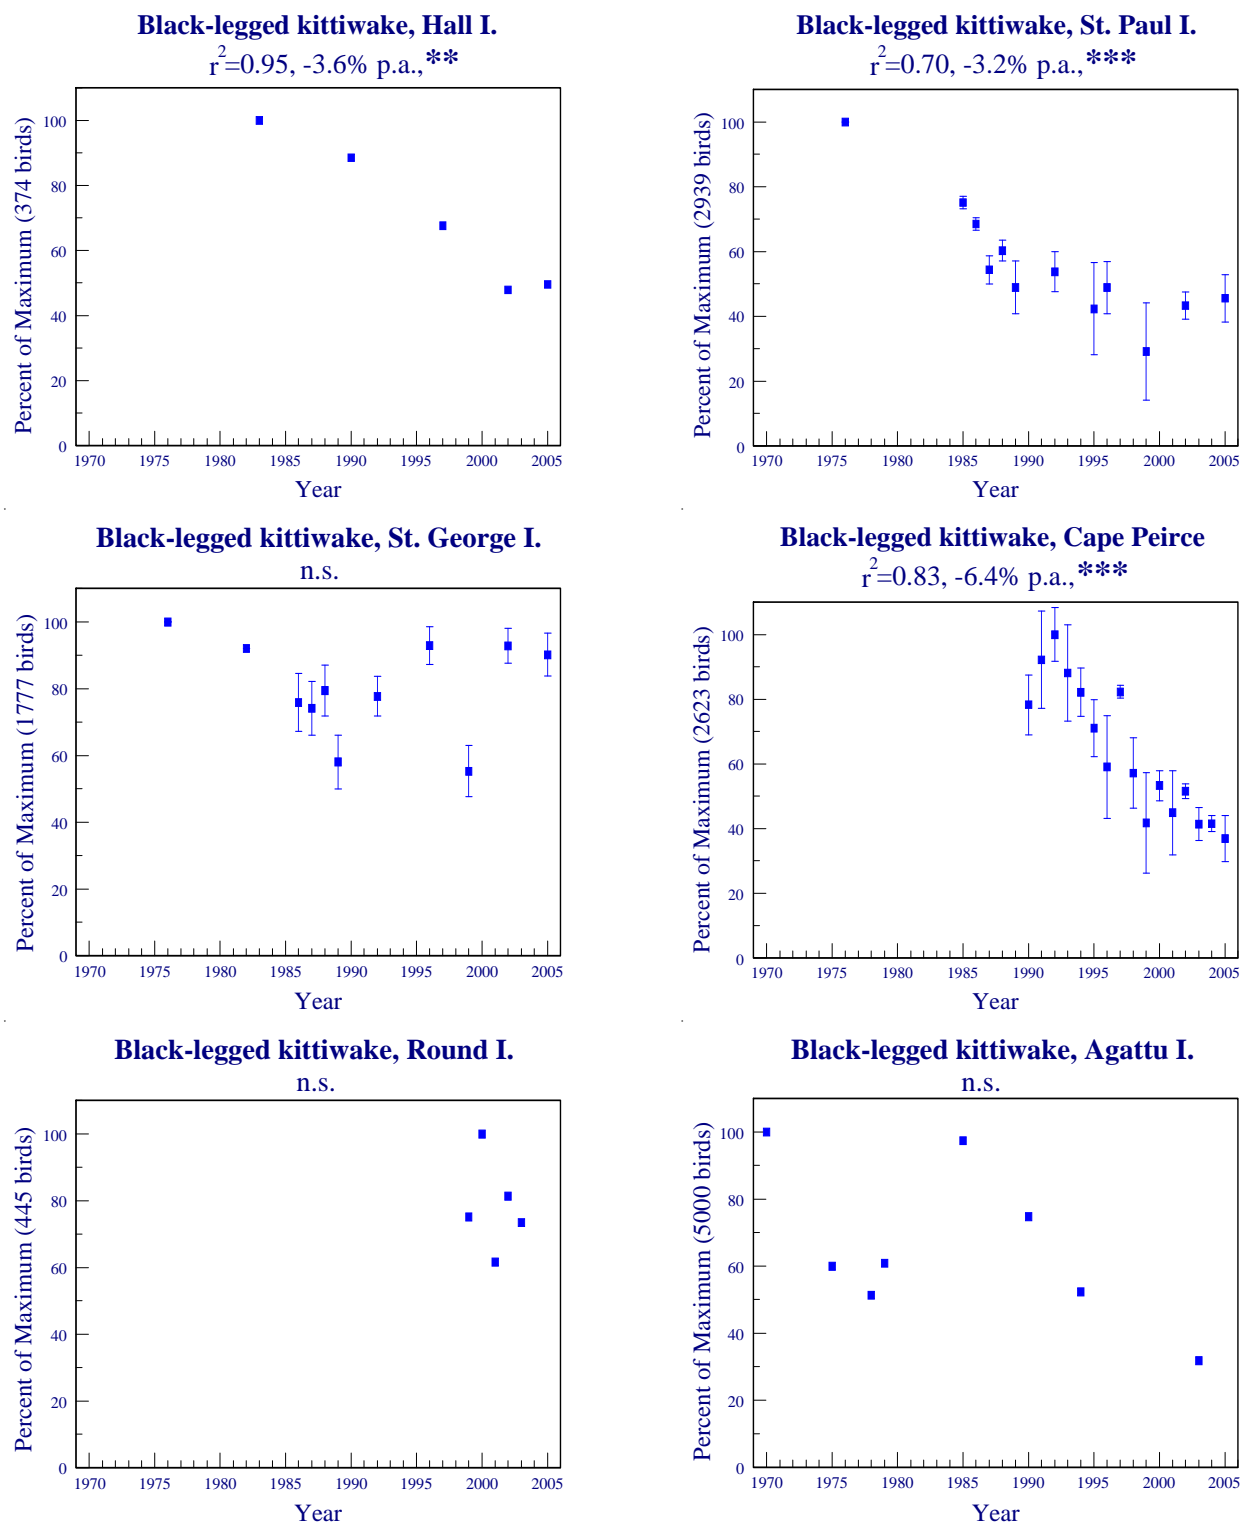 Black-legged kittiwake, Hall I.
r²=0.95, -3.6% p.a.,**
Percent of Maximum (374 birds)
100
80
60
40
20
0
1970 1975 1980 1985 1990 1995 2000 2005
Year
Black-legged kittiwake, St. Paul I.
r²=0.70, -3.2% p.a.,***
Percent of Maximum (2939 birds)
100
80
60
40
20
0
1970 1975 1980 1985 1990 1995 2000 2005
Year
Black-legged kittiwake, St. George I.
n.s.
Percent of Maximum (1777 birds)
100
80
60
40
20
0
1970 1975 1980 1985 1990 1995 2000 2005
Year
Black-legged kittiwake, Cape Peirce
r²=0.83, -6.4% p.a.,***
Percent of Maximum (2623 birds)
100
80
60
40
20
0
1970 1975 1980 1985 1990 1995 2000 2005
Year
Black-legged kittiwake, Round I.
n.s.
Percent of Maximum (445 birds)
100
80
60
40
20
0
1970 1975 1980 1985 1990 1995 2000 2005
Year
Black-legged kittiwake, Agattu I.
n.s.
Percent of Maximum (5000 birds)
100
80
60
40
20
0
1970 1975 1980 1985 1990 1995 2000 2005
Year